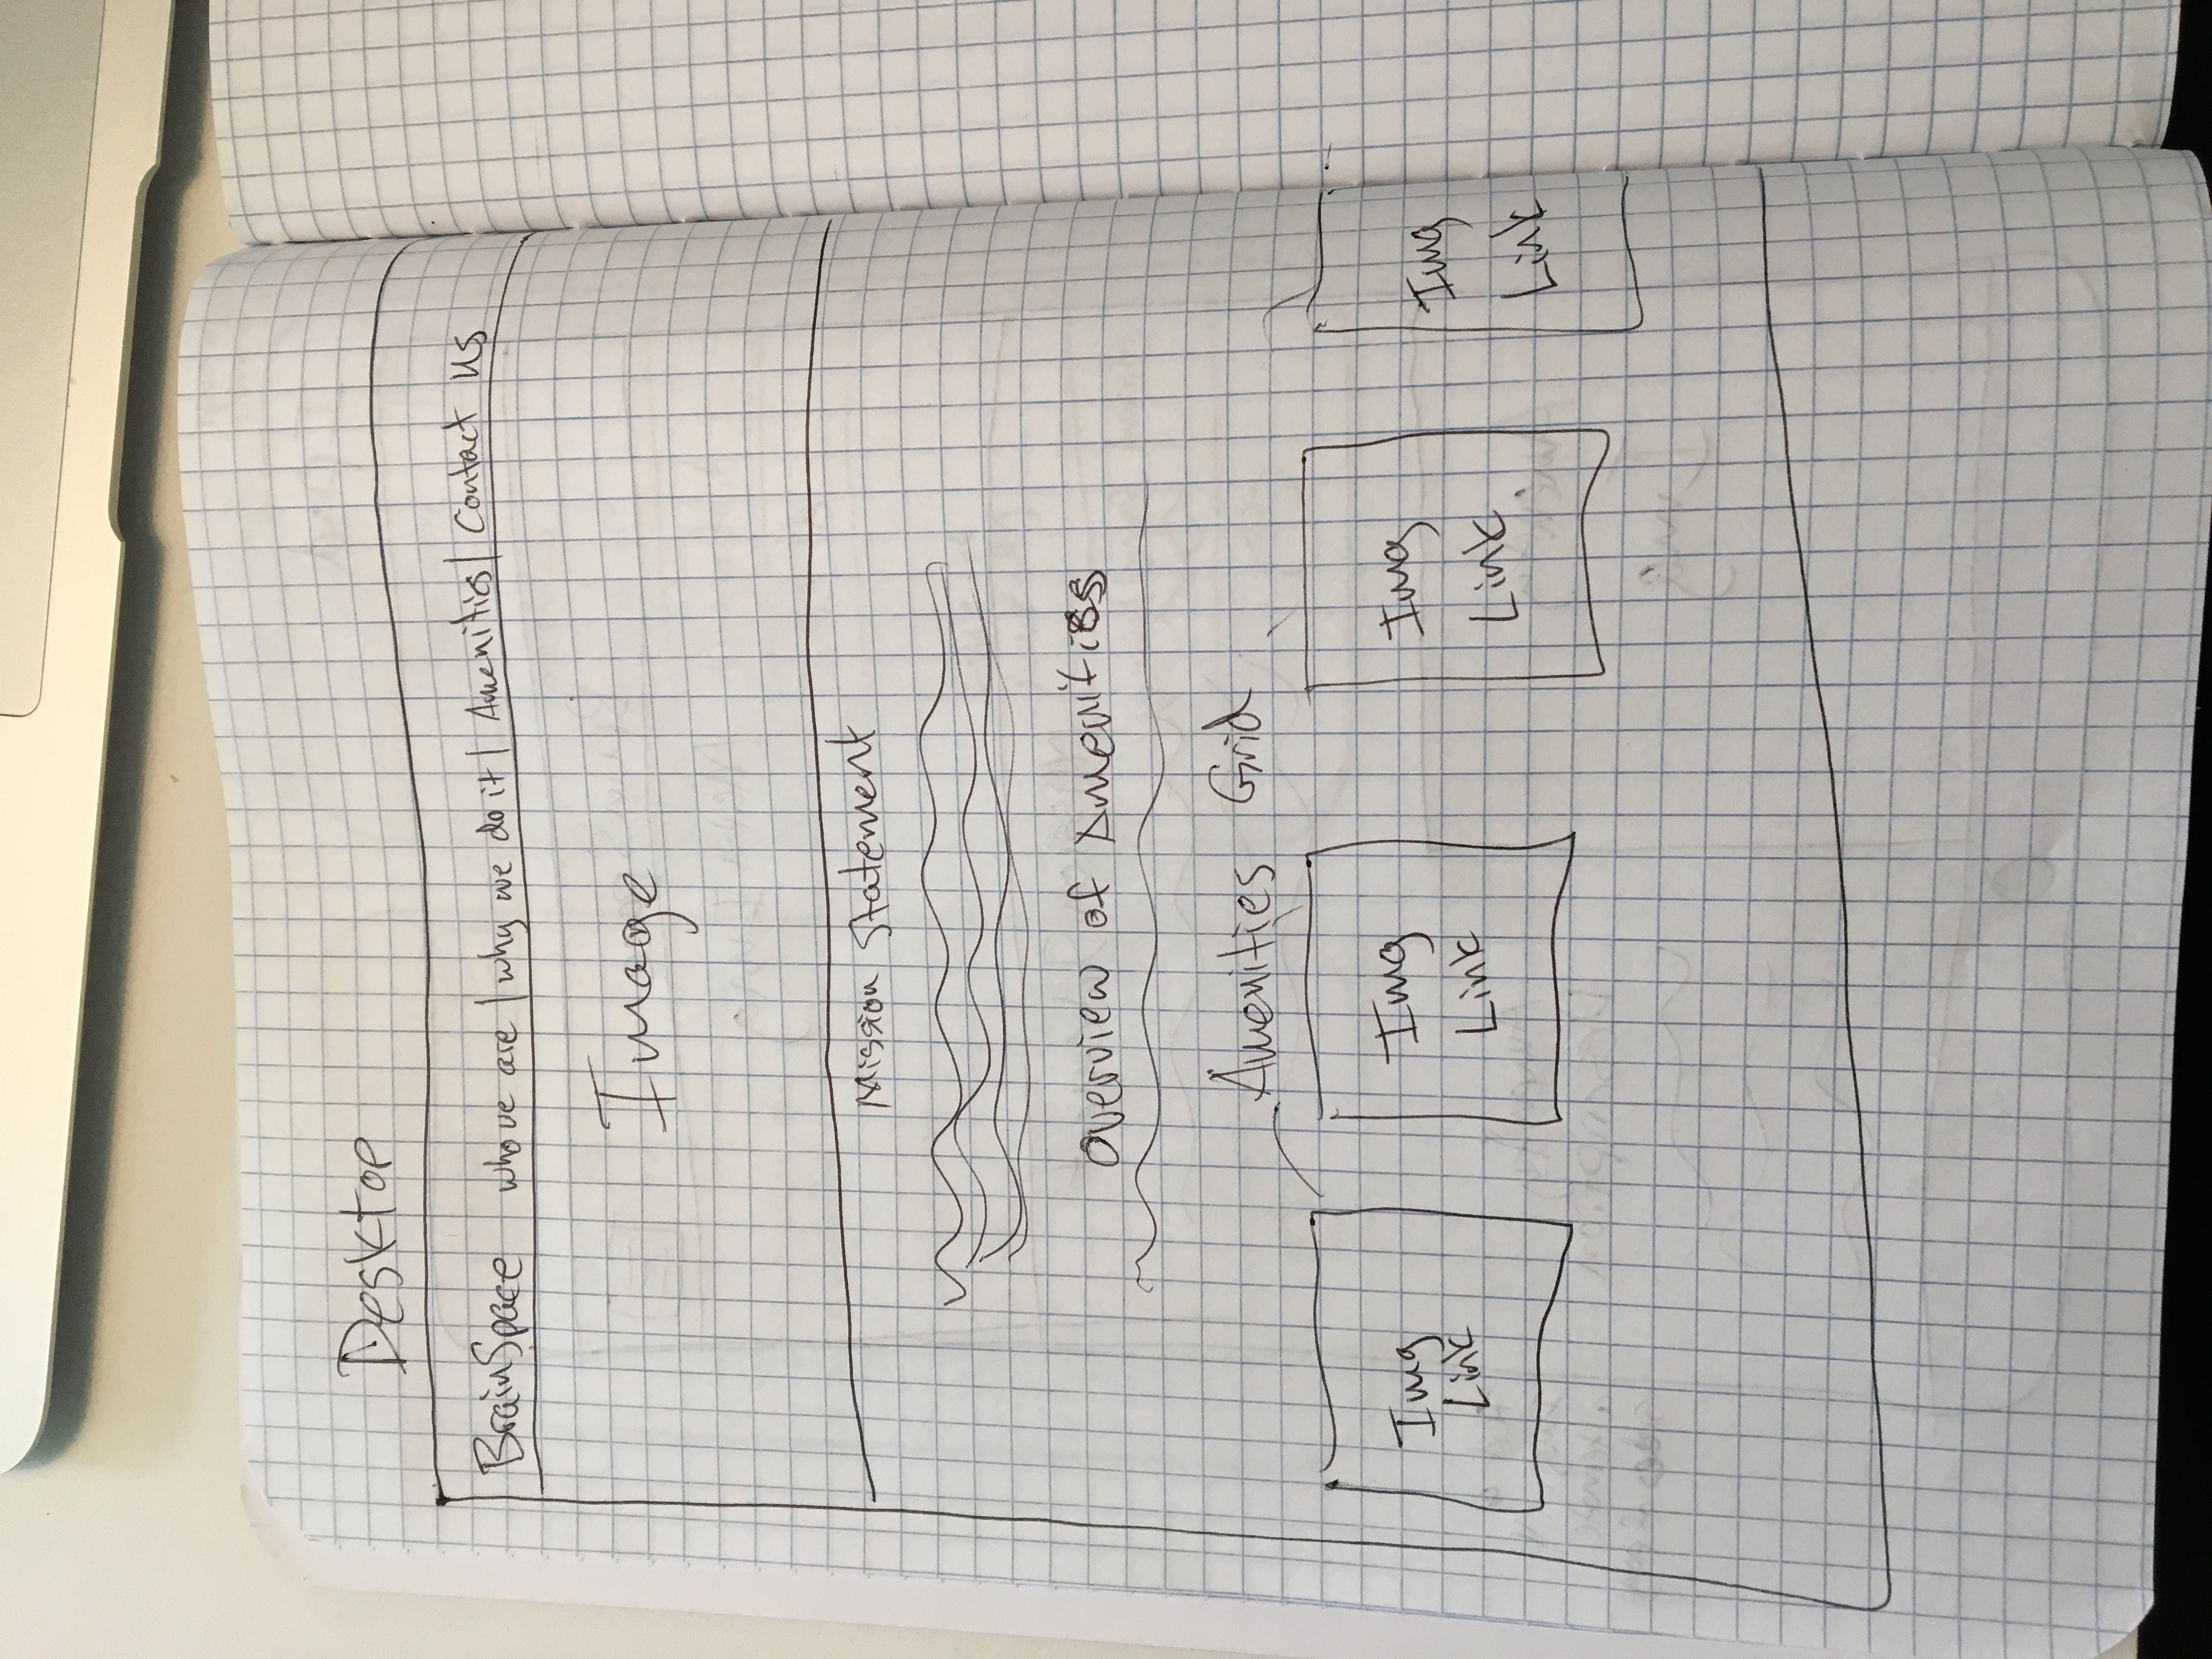 Desktop
BrainSpace who we are | why we do it | Amenities | Contact Us
Image
Mission Statement
Overview of Amenities
Amenities Grid
Img Img Img Img
Link Link Link Link